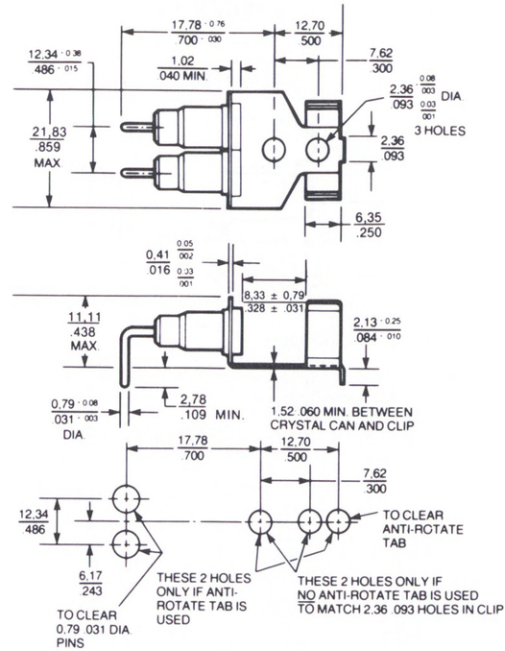 17,78 -0.76
.700 -.030
12,70
.500
12,34 -0.38
.486 -.015
1,02
.040 MIN.
7,62
.300
2,36 0,08
.093 .003
0,03
.001
DIA.
3 HOLES
21,83
.859
MAX.
2,36
.093
6,35
.250
0,41 0,05
.016 .002
0,03
.001
8,33 ± 0,79
.328 ± .031
11,11
.438
MAX.
2,13 -0.25
.084 -.010
0,79 -0.08
.031 -.003
DIA.
2,78
.109 MIN.
1,52 .060 MIN. BETWEEN
CRYSTAL CAN AND CLIP
17,78
.700
12,70
.500
7,62
.300
12,34
.486
TO CLEAR
ANTI-ROTATE
TAB
6,17
243
THESE 2 HOLES
ONLY IF ANTI-
ROTATE TAB IS
USED
THESE 2 HOLES ONLY IF
NO ANTI-ROTATE TAB IS USED
TO MATCH 2.36 .093 HOLES IN CLIP
TO CLEAR
0,79 .031 DIA.
PINS